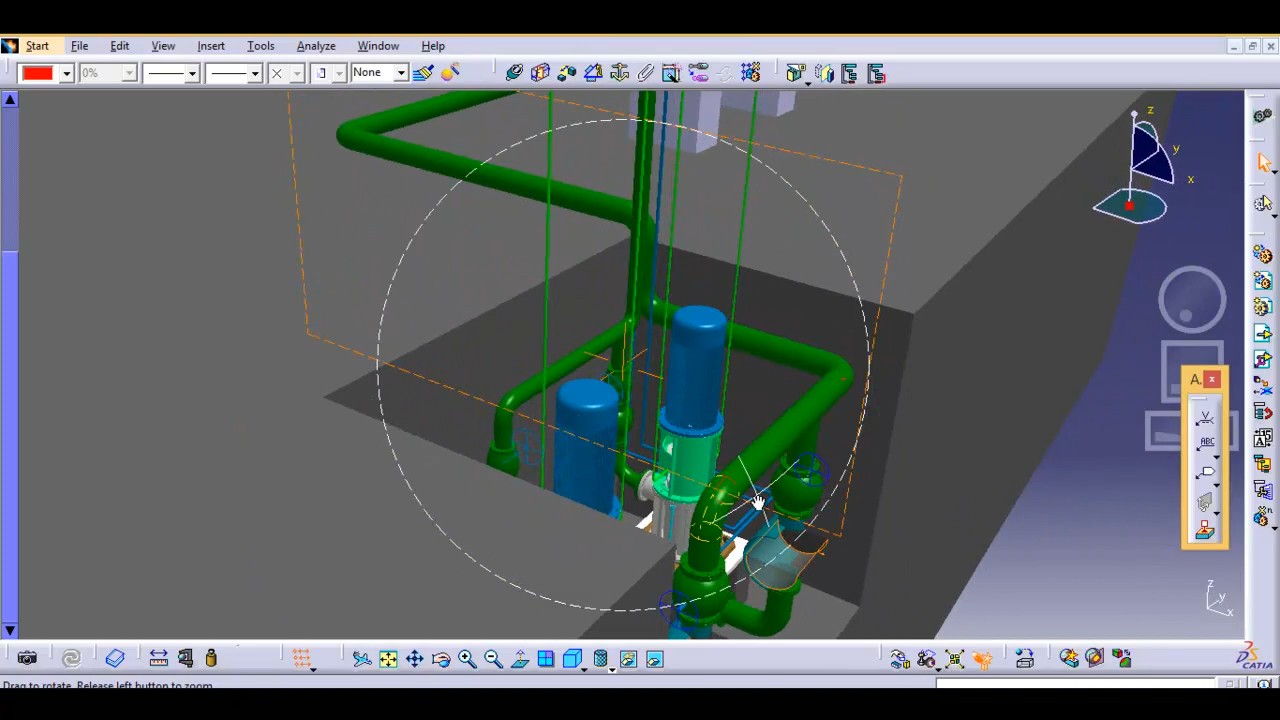 Start File Edit View Insert Tools Analyze Window Help
0% None
z
y
x
A.
ABC
z
y
x
Drag to rotate. Release left button to zoom.
CATIA